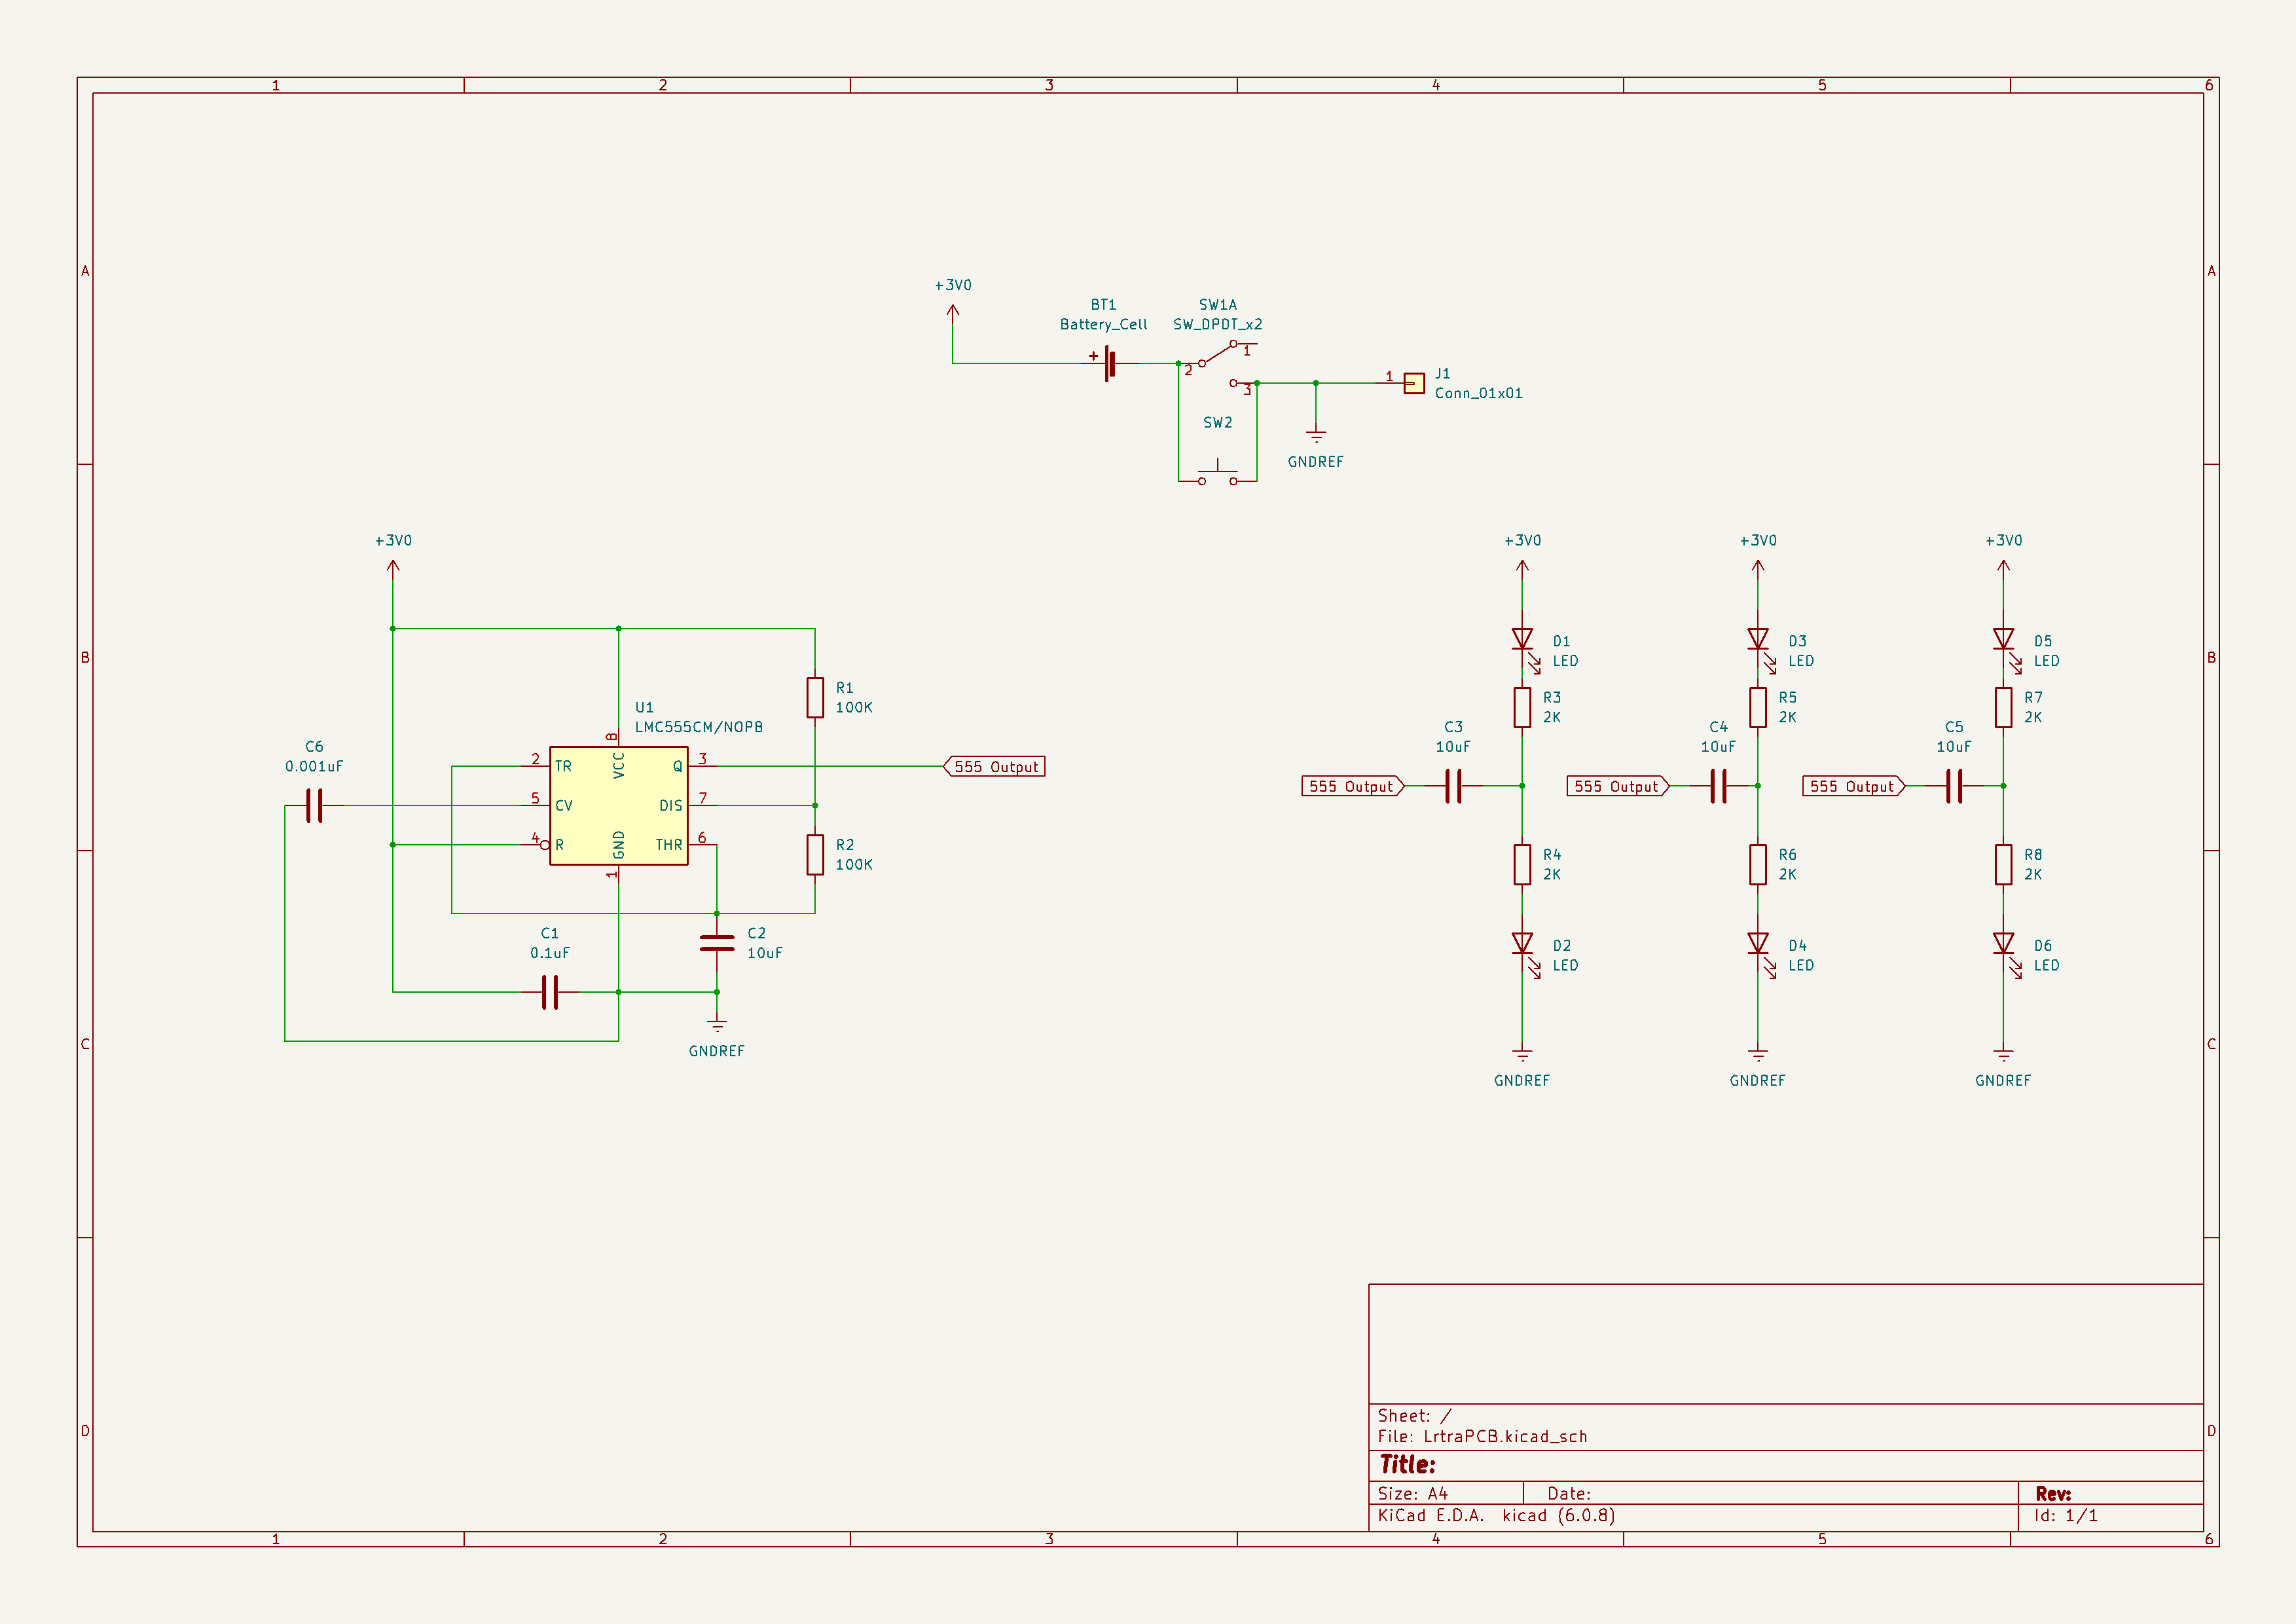 1 2 3 4 5 6
A A
+3V0
BT1
Battery_Cell
SW1A
SW_DPDT_x2
+
1
2
3
1
J1
Conn_01x01
SW2
GNDREF
B B
+3V0
U1
LMC555CM/NOPB
R1
100K
C6
0.001uF
8
VCC
2 TR
Q 3
555 Output
5 CV
DIS 7
4 R
THR 6
GND
1
R2
100K
C1
0.1uF
C2
10uF
GNDREF
+3V0
D1
LED
R3
2K
C3
10uF
555 Output
R4
2K
D2
LED
GNDREF
+3V0
D3
LED
R5
2K
C4
10uF
555 Output
R6
2K
D4
LED
GNDREF
+3V0
D5
LED
R7
2K
C5
10uF
555 Output
R8
2K
D6
LED
GNDREF
C C
D D
Sheet: /
File: LrtraPCB.kicad_sch
Title:
Size: A4 Date: Rev:
KiCad E.D.A. kicad (6.0.8) Id: 1/1
1 2 3 4 5 6